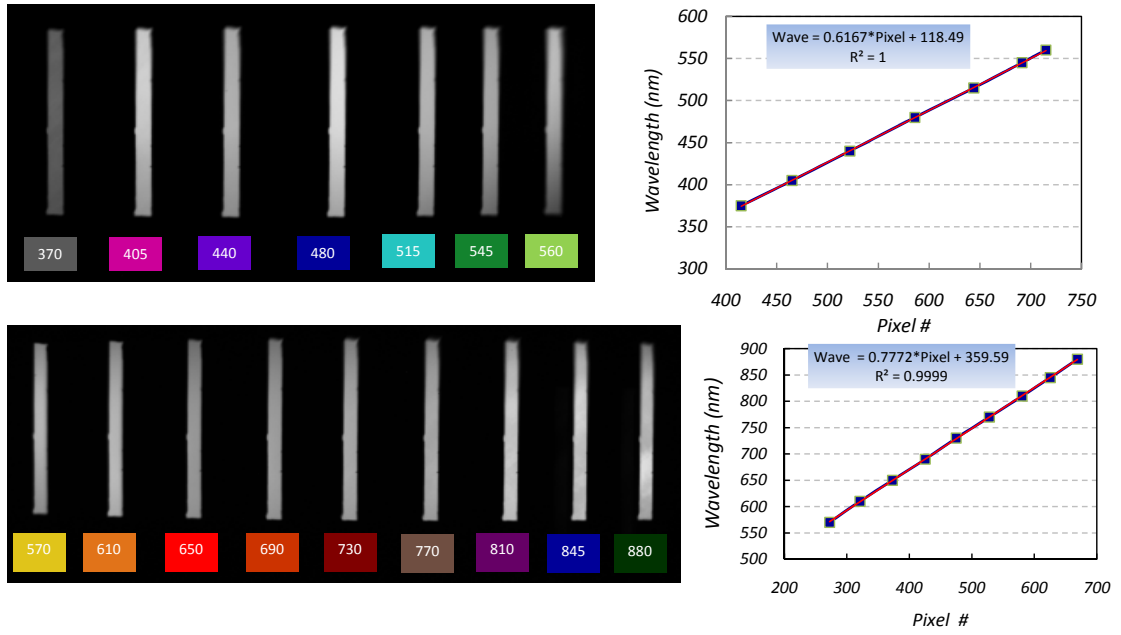 370 405 440 480 515 545 560
Wave = 0.6167*Pixel + 118.49
R² = 1
Wavelength (nm)
600
550
500
450
400
350
300
400 450 500 550 600 650 700 750
Pixel #
570 610 650 690 730 770 810 845 880
Wave = 0.7772*Pixel + 359.59
R² = 0.9999
Wavelength (nm)
900
850
800
750
700
650
600
550
500
200 300 400 500 600 700
Pixel #